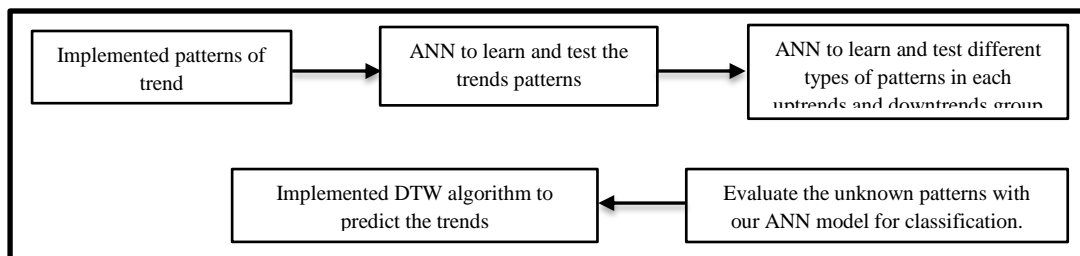 Implemented patterns of
trend
ANN to learn and test the
trends patterns
ANN to learn and test different
types of patterns in each
uptrends and downtrends group
Implemented DTW algorithm to
predict the trends
Evaluate the unknown patterns with
our ANN model for classification.